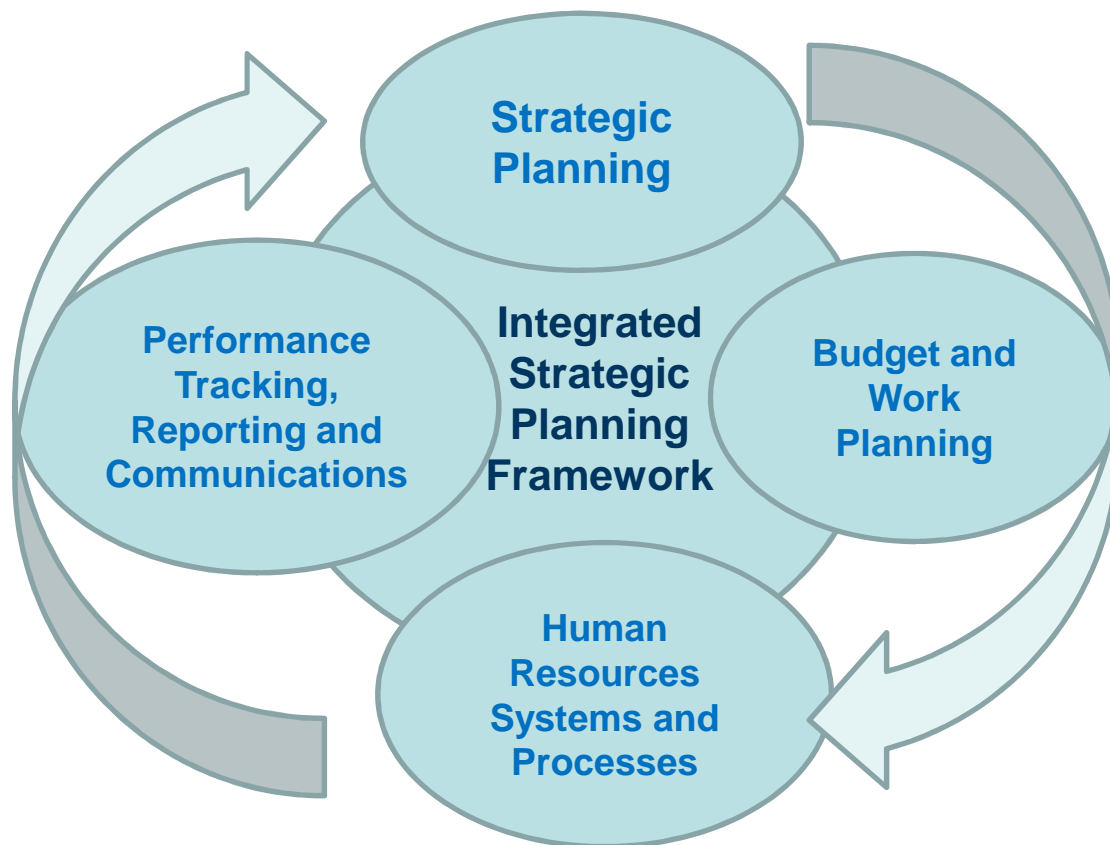 Strategic
Planning
Integrated
Strategic
Planning
Framework
Performance
Tracking,
Reporting and
Communications
Budget and
Work
Planning
Human
Resources
Systems and
Processes